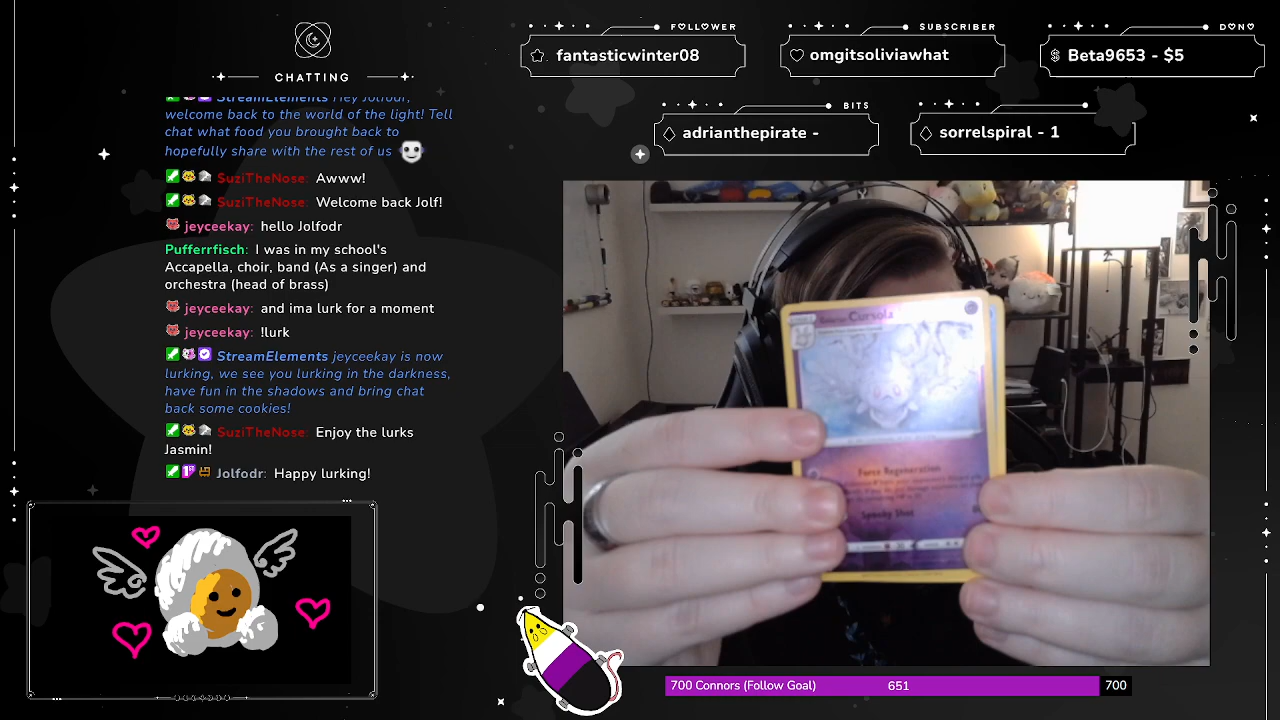 FOLLOWER
fantasticwinter08
SUBSCRIBER
omgitsoliviawhat
DONO
$ Beta9653 - $5
BITS
adrianthepirate -
sorrelspiral - 1
CHATTING
StreamElements Hey Jolfodr,
welcome back to the world of the light! Tell
chat what food you brought back to
hopefully share with the rest of us
SuziTheNose: Awww!
SuziTheNose: Welcome back Jolf!
jeyceekay: hello Jolfodr
Pufferrfisch: I was in my school's
Accapella, choir, band (As a singer) and
orchestra (head of brass)
jeyceekay: and ima lurk for a moment
jeyceekay: !lurk
StreamElements jeyceekay is now
lurking, we see you lurking in the darkness,
have fun in the shadows and bring chat
back some cookies!
SuziTheNose: Enjoy the lurks
Jasmin!
Jolfodr: Happy lurking!
Cursola
Force Regeneration
Spooky Shot
700 Connors (Follow Goal) 651 700